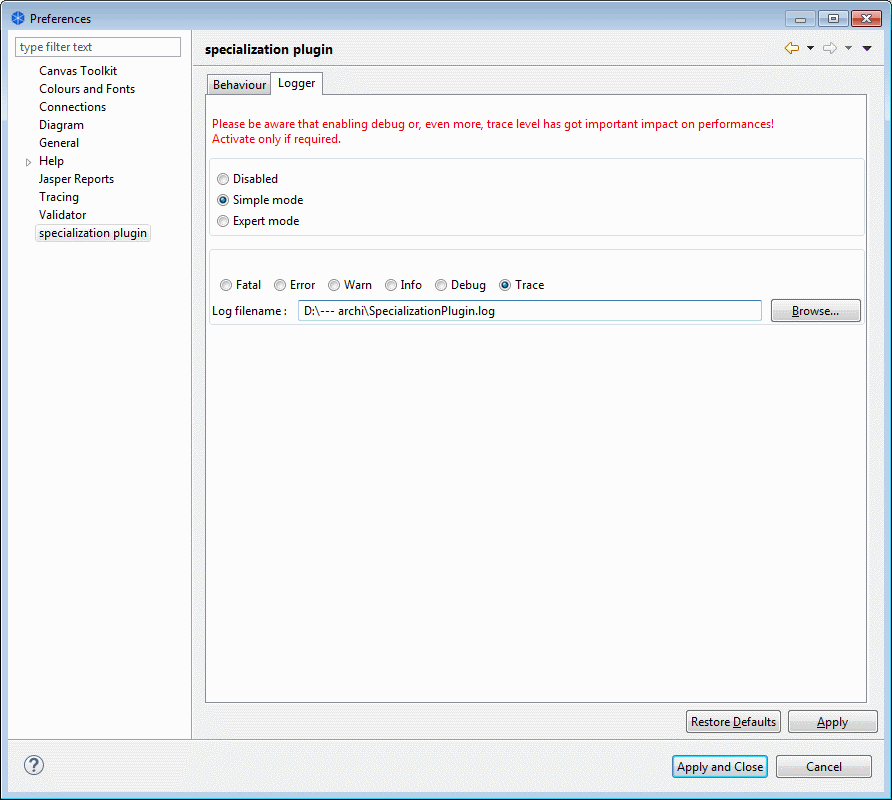 Preferences
type filter text
Canvas Toolkit
Colours and Fonts
Connections
Diagram
General
Help
Jasper Reports
Tracing
Validator
specialization plugin
specialization plugin
Behaviour Logger
Please be aware that enabling debug or, even more, trace level has got important impact on performances!
Activate only if required.
Disabled
Simple mode
Expert mode
Fatal Error Warn Info Debug Trace
Log filename : D:\--- archi\SpecializationPlugin.log Browse...
Restore Defaults Apply
? Apply and Close Cancel